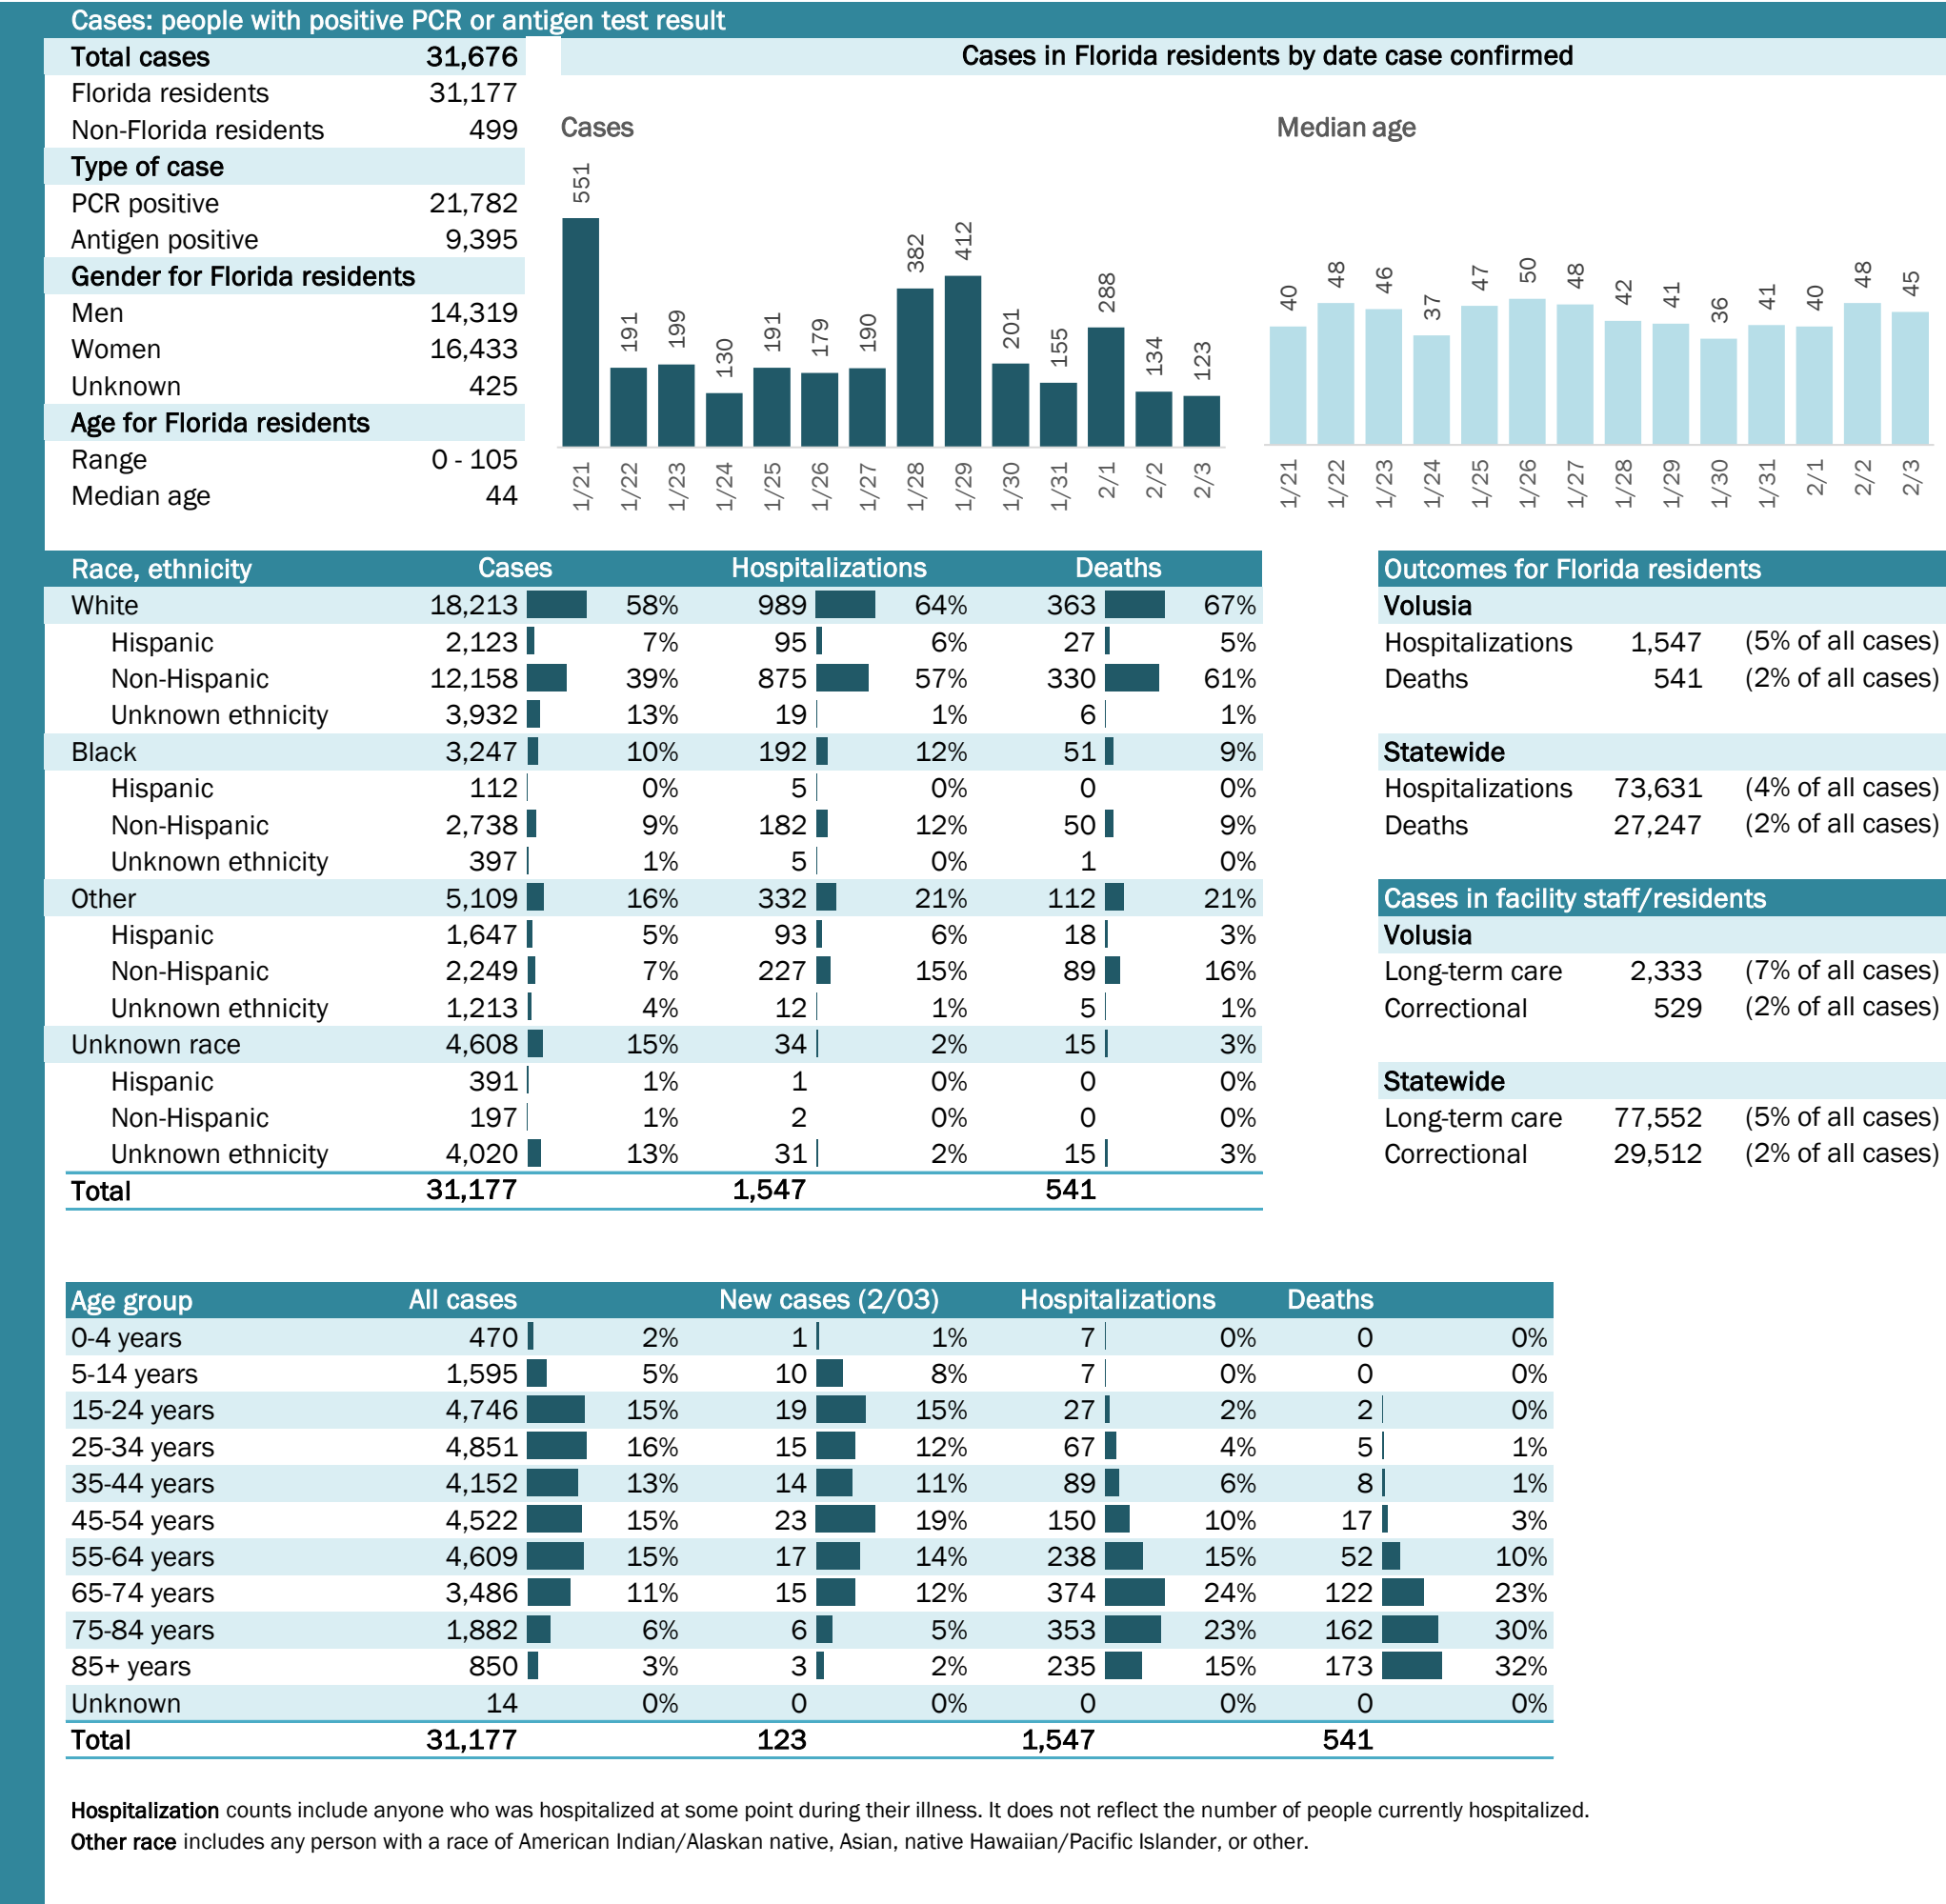 Cases: people with positive PCR or antigen test result
Total cases 31,676
Florida residents 31,177
Non-Florida residents 499
Type of case
PCR positive 21,782
Antigen positive 9,395
Gender for Florida residents
Men 14,319
Women 16,433
Unknown 425
Age for Florida residents
Range 0 - 105
Median age 44
Cases in Florida residents by date case confirmed
Cases
551 191 199 130 191 179 190 382 412 201 155 288 134 123
1/21 1/22 1/23 1/24 1/25 1/26 1/27 1/28 1/29 1/30 1/31 2/1 2/2 2/3
Median age
40 48 46 37 47 50 48 42 41 36 41 40 48 45
1/21 1/22 1/23 1/24 1/25 1/26 1/27 1/28 1/29 1/30 1/31 2/1 2/2 2/3
Race, ethnicity Cases Hospitalizations Deaths
White 18,213 58% 989 64% 363 67%
Hispanic 2,123 7% 95 6% 27 5%
Non-Hispanic 12,158 39% 875 57% 330 61%
Unknown ethnicity 3,932 13% 19 1% 6 1%
Black 3,247 10% 192 12% 51 9%
Hispanic 112 0% 5 0% 0 0%
Non-Hispanic 2,738 9% 182 12% 50 9%
Unknown ethnicity 397 1% 5 0% 1 0%
Other 5,109 16% 332 21% 112 21%
Hispanic 1,647 5% 93 6% 18 3%
Non-Hispanic 2,249 7% 227 15% 89 16%
Unknown ethnicity 1,213 4% 12 1% 5 1%
Unknown race 4,608 15% 34 2% 15 3%
Hispanic 391 1% 1 0% 0 0%
Non-Hispanic 197 1% 2 0% 0 0%
Unknown ethnicity 4,020 13% 31 2% 15 3%
Total 31,177 1,547 541
Outcomes for Florida residents
Volusia
Hospitalizations 1,547 (5% of all cases)
Deaths 541 (2% of all cases)
Statewide
Hospitalizations 73,631 (4% of all cases)
Deaths 27,247 (2% of all cases)
Cases in facility staff/residents
Volusia
Long-term care 2,333 (7% of all cases)
Correctional 529 (2% of all cases)
Statewide
Long-term care 77,552 (5% of all cases)
Correctional 29,512 (2% of all cases)
Age group All cases New cases (2/03) Hospitalizations Deaths
0-4 years 470 2% 1 1% 7 0% 0 0%
5-14 years 1,595 5% 10 8% 7 0% 0 0%
15-24 years 4,746 15% 19 15% 27 2% 2 0%
25-34 years 4,851 16% 15 12% 67 4% 5 1%
35-44 years 4,152 13% 14 11% 89 6% 8 1%
45-54 years 4,522 15% 23 19% 150 10% 17 3%
55-64 years 4,609 15% 17 14% 238 15% 52 10%
65-74 years 3,486 11% 15 12% 374 24% 122 23%
75-84 years 1,882 6% 6 5% 353 23% 162 30%
85+ years 850 3% 3 2% 235 15% 173 32%
Unknown 14 0% 0 0% 0 0% 0 0%
Total 31,177 123 1,547 541
Hospitalization counts include anyone who was hospitalized at some point during their illness. It does not reflect the number of people currently hospitalized.
Other race includes any person with a race of American Indian/Alaskan native, Asian, native Hawaiian/Pacific Islander, or other.